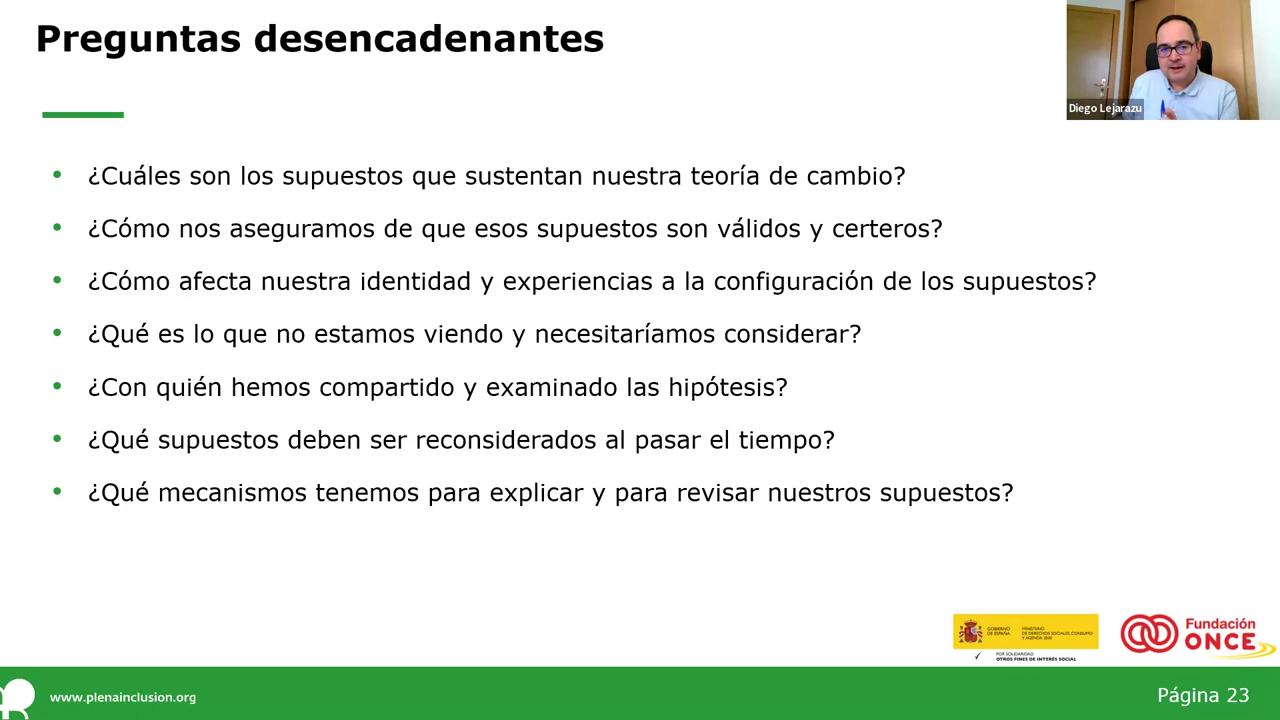 Preguntas desencadenantes
Diego Lejarazu
• ¿Cuáles son los supuestos que sustentan nuestra teoría de cambio?
• ¿Cómo nos aseguramos de que esos supuestos son válidos y certeros?
• ¿Cómo afecta nuestra identidad y experiencias a la configuración de los supuestos?
• ¿Qué es lo que no estamos viendo y necesitaríamos considerar?
• ¿Con quién hemos compartido y examinado las hipótesis?
• ¿Qué supuestos deben ser reconsiderados al pasar el tiempo?
• ¿Qué mecanismos tenemos para explicar y para revisar nuestros supuestos?
GOBIERNO
DE ESPAÑA
MINISTERIO
DE DERECHOS SOCIALES, CONSUMO
Y AGENDA 2030
POR SOLIDARIDAD
OTROS FINES DE INTERÉS SOCIAL
Fundación
ONCE
www.plenainclusion.org
Página 23